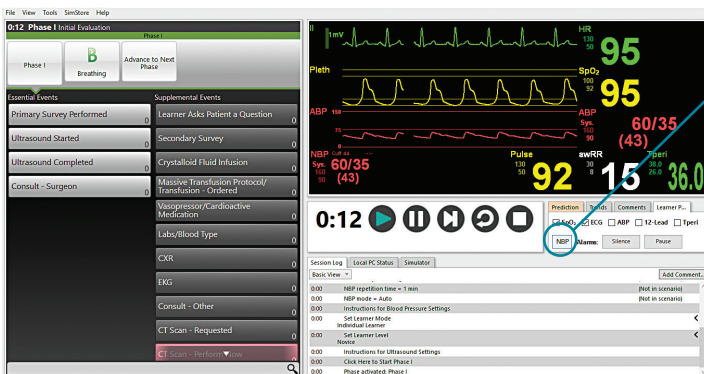 File View Tools SimStore Help
0:12 Phase I Initial Evaluation
Phase I
Phase I
B
Breathing
Advance to Next
Phase
Essential Events
Primary Survey Performed 0
Ultrasound Started 0
Ultrasound Completed 0
Consult - Surgeon 0
Supplemental Events
Learner Asks Patient a Question 0
Secondary Survey 0
Crystalloid Fluid Infusion 0
Massive Transfusion Protocol/
Transfusion - Ordered 0
Vasopressor/Cardioactive
Medication 0
Labs/Blood Type 0
CXR 0
EKG 0
Consult - Other 0
CT Scan - Requested 0
CT Scan - Perform
II
1mV
HR
130
50
95
Pleth
SpO₂
100
92
95
ABP 150
75
0
ABP
Sys.
160
90
60/35
(43)
NBP Cuff 44
Sys.
160
90
60/35
(43)
Pulse
130
50
92
awRR
30
8
15
Tperi
38.0
26.0
36.0
0:12
Prediction Trends Comments Learner P...
SpO₂ ECG ABP 12-Lead Tperi
NBP Alarms: Silence Pause
Session Log Local PC Status Simulator
Basic View Add Comment..
0:00 NBP repetition time = 1 min (Not in scenario)
0:00 NBP mode = Auto (Not in scenario)
0:00 Instructions for Blood Pressure Settings
0:00 Set Learner Mode
Individual Learner
0:00 Set Learner Level
Novice
0:00 Instructions for Ultrasound Settings
0:00 Click Here to Start Phase I
0:00 Phase activated: Phase I